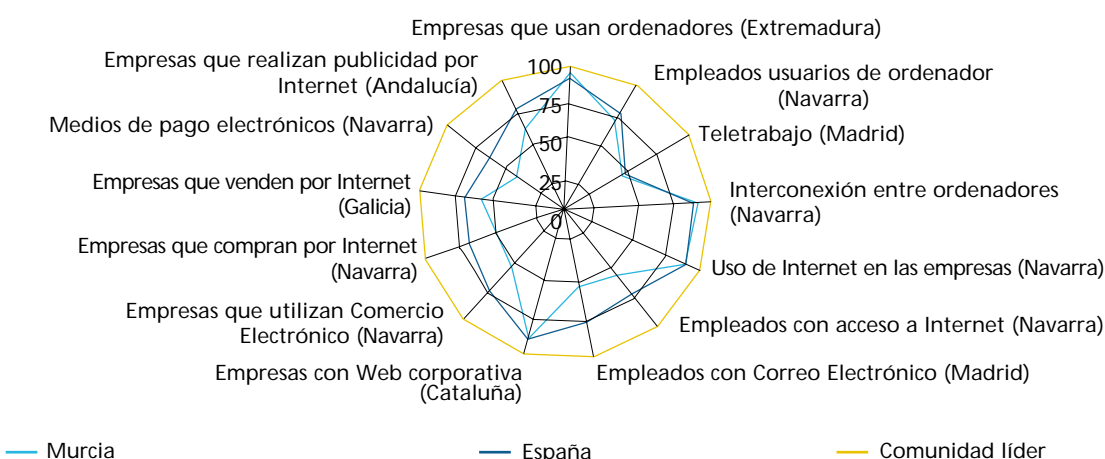 Empresas que usan ordenadores (Extremadura)
Empresas que realizan publicidad por
Internet (Andalucía)
Medios de pago electrónicos (Navarra)
Empresas que venden por Internet
(Galicia)
Empresas que compran por Internet
(Navarra)
Empresas que utilizan Comercio
Electrónico (Navarra)
Empresas con Web corporativa
(Cataluña)
100
75
50
25
0
Empleados usuarios de ordenador
(Navarra)
Teletrabajo (Madrid)
Interconexión entre ordenadores
(Navarra)
Uso de Internet en las empresas (Navarra)
Empleados con acceso a Internet (Navarra)
Empleados con Correo Electrónico (Madrid)
Murcia
España
Comunidad líder